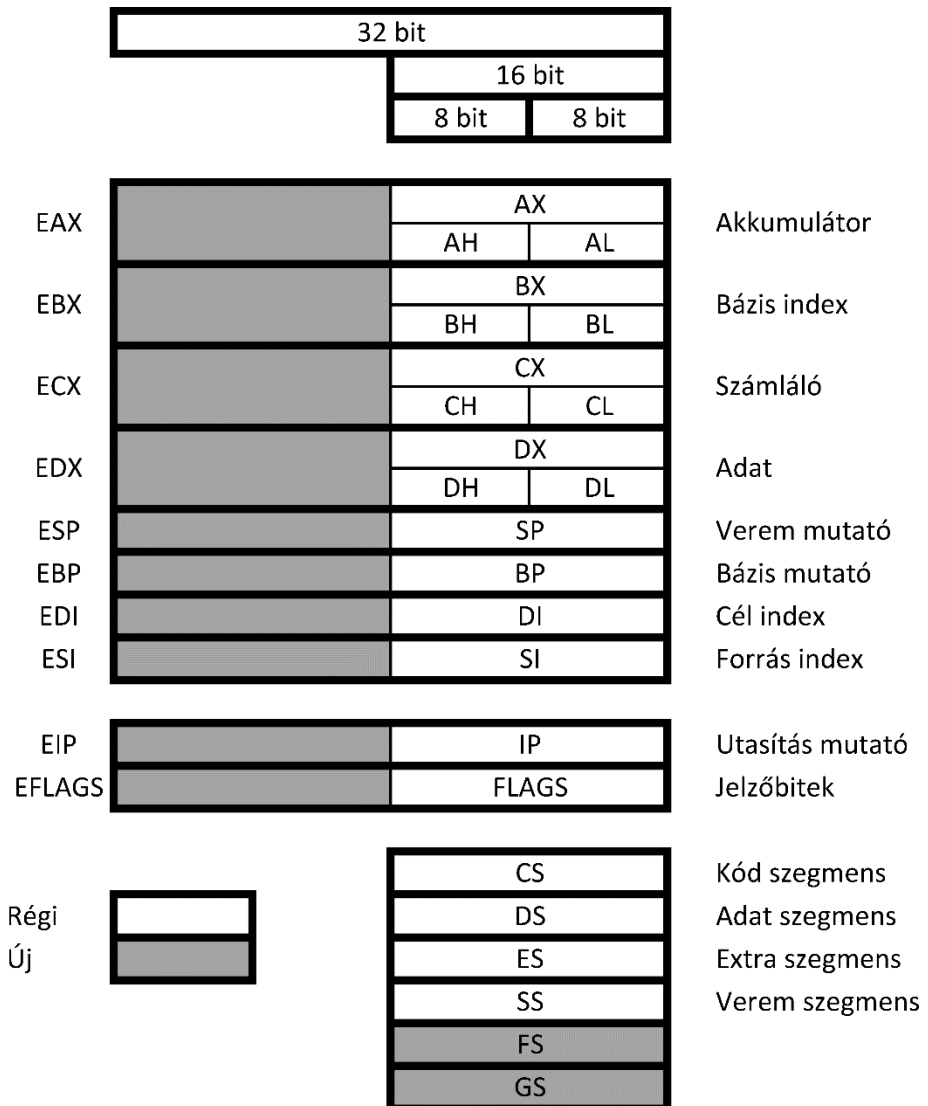 32 bit
16 bit
8 bit 8 bit
AX
EAX Akkumulátor
AH AL
BX
EBX Bázis index
BH BL
CX
ECX Számláló
CH CL
DX
EDX Adat
DH DL
ESP SP Verem mutató
EBP BP Bázis mutató
EDI DI Cél index
ESI SI Forrás index
EIP IP Utasítás mutató
EFLAGS FLAGS Jelzőbitek
CS Kód szegmens
Régi DS Adat szegmens
Új ES Extra szegmens
SS Verem szegmens
FS
GS